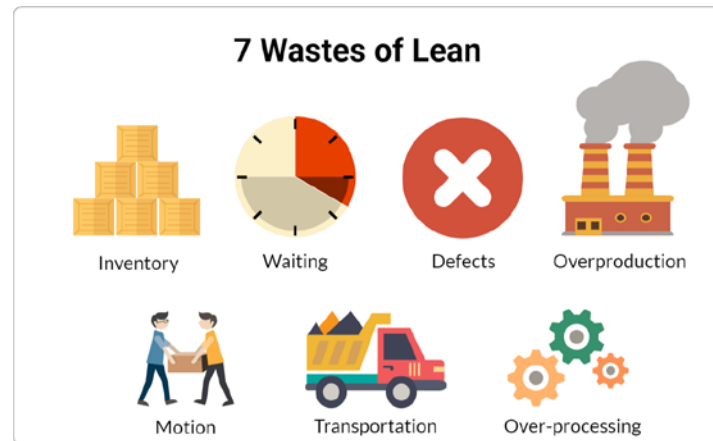 7 Wastes of Lean
Inventory
Waiting
Defects
Overproduction
Motion
Transportation
Over-processing